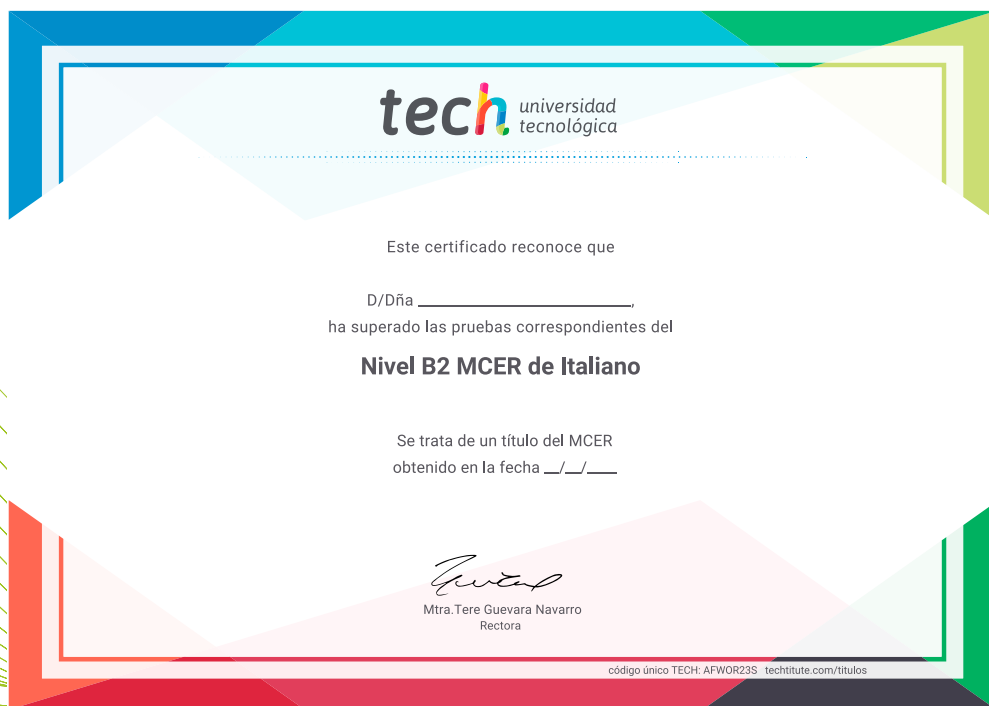 tech universidad
tecnológica
Este certificado reconoce que
D/Dña ________________________,
ha superado las pruebas correspondientes del
Nivel B2 MCER de Italiano
Se trata de un título del MCER
obtenido en la fecha __/__/____
Mtra.Tere Guevara Navarro
Rectora
código único TECH: AFWOR23S techtitute.com/titulos